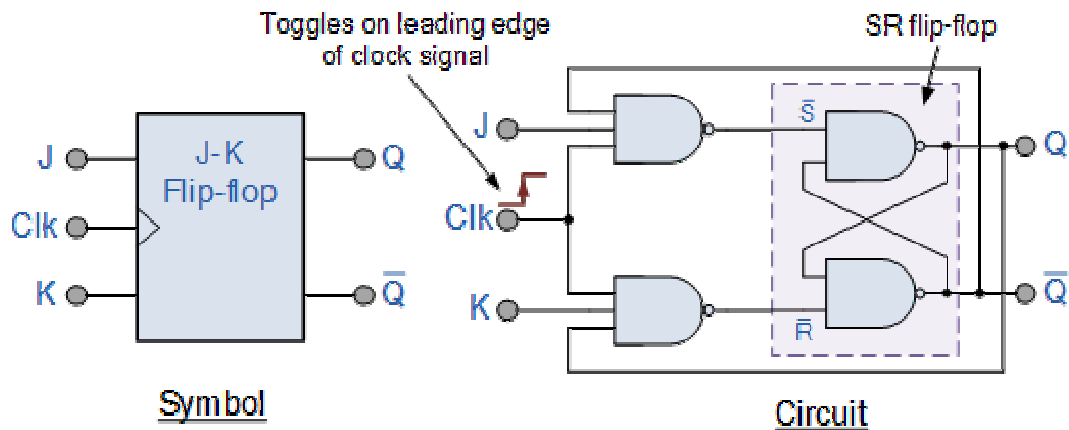 Toggles on leading edge
of clock signal
SR flip-flop
J
J-K
Flip-flop
Q
Clk
K
Q̅
Symbol
J
Clk
K
S̅
R̅
Q
Q̅
Circuit